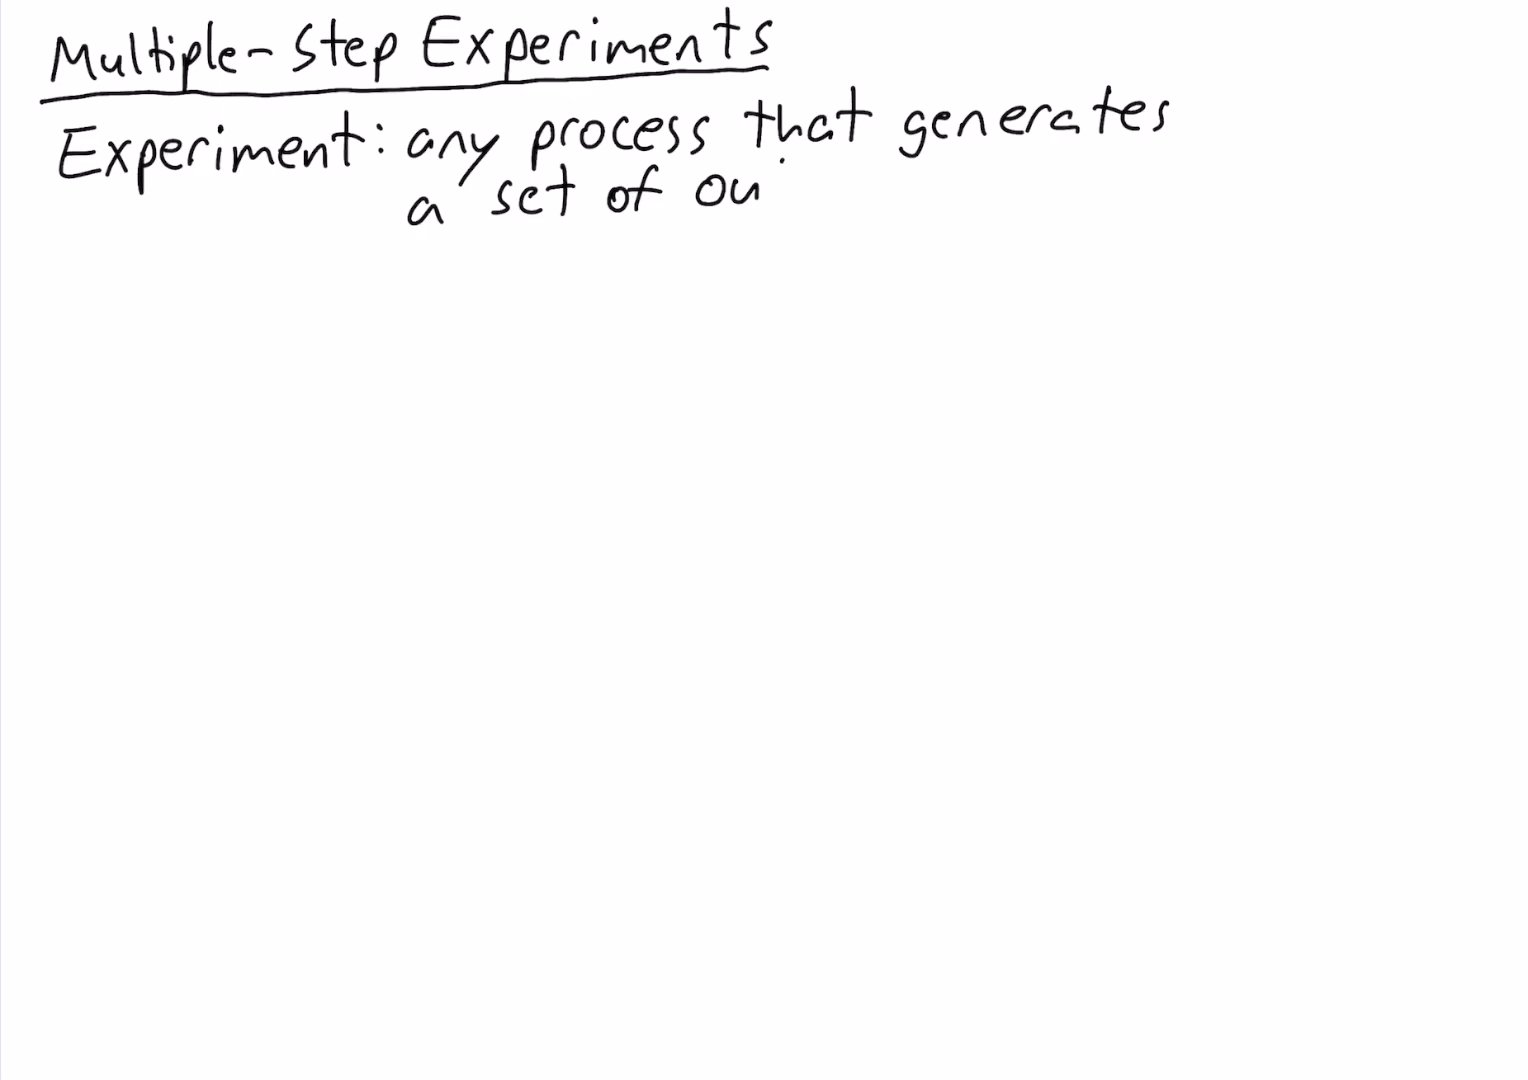 Multiple-Step Experiments
Experiment: any process that generates
a set of ou